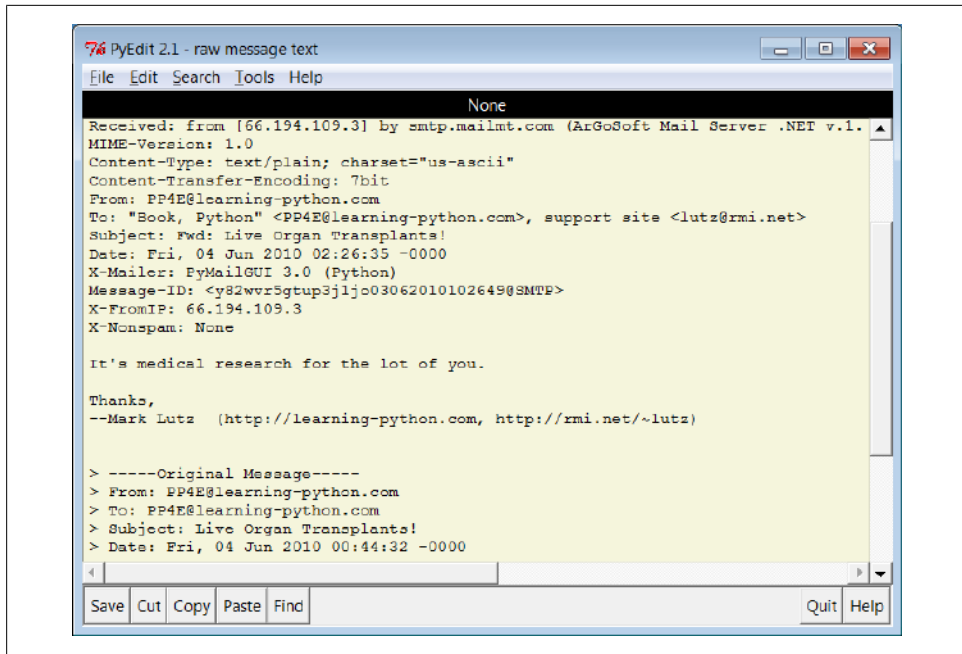 PyEdit 2.1 - raw message text
File Edit Search Tools Help
None
Received: from [66.194.109.3] by smtp.mailmt.com (ArGoSoft Mail Server .NET v.1.
MIME-Version: 1.0
Content-Type: text/plain; charset="us-ascii"
Content-Transfer-Encoding: 7bit
From: PP4E@learning-python.com
To: "Book, Python" <PP4E@learning-python.com>, support site <lutz@rmi.net>
Subject: Fwd: Live Organ Transplants!
Date: Fri, 04 Jun 2010 02:26:35 -0000
X-Mailer: PyMailGUI 3.0 (Python)
Message-ID: <y82wvr5gtup3jljo03062010102649@SMTP>
X-FromIP: 66.194.109.3
X-Nonspam: None
It's medical research for the lot of you.
Thanks,
--Mark Lutz (http://learning-python.com, http://rmi.net/~lutz)
> -----Original Message-----
> From: PP4E@learning-python.com
> To: PP4E@learning-python.com
> Subject: Live Organ Transplants!
> Date: Fri, 04 Jun 2010 00:44:32 -0000
Save Cut Copy Paste Find Quit Help